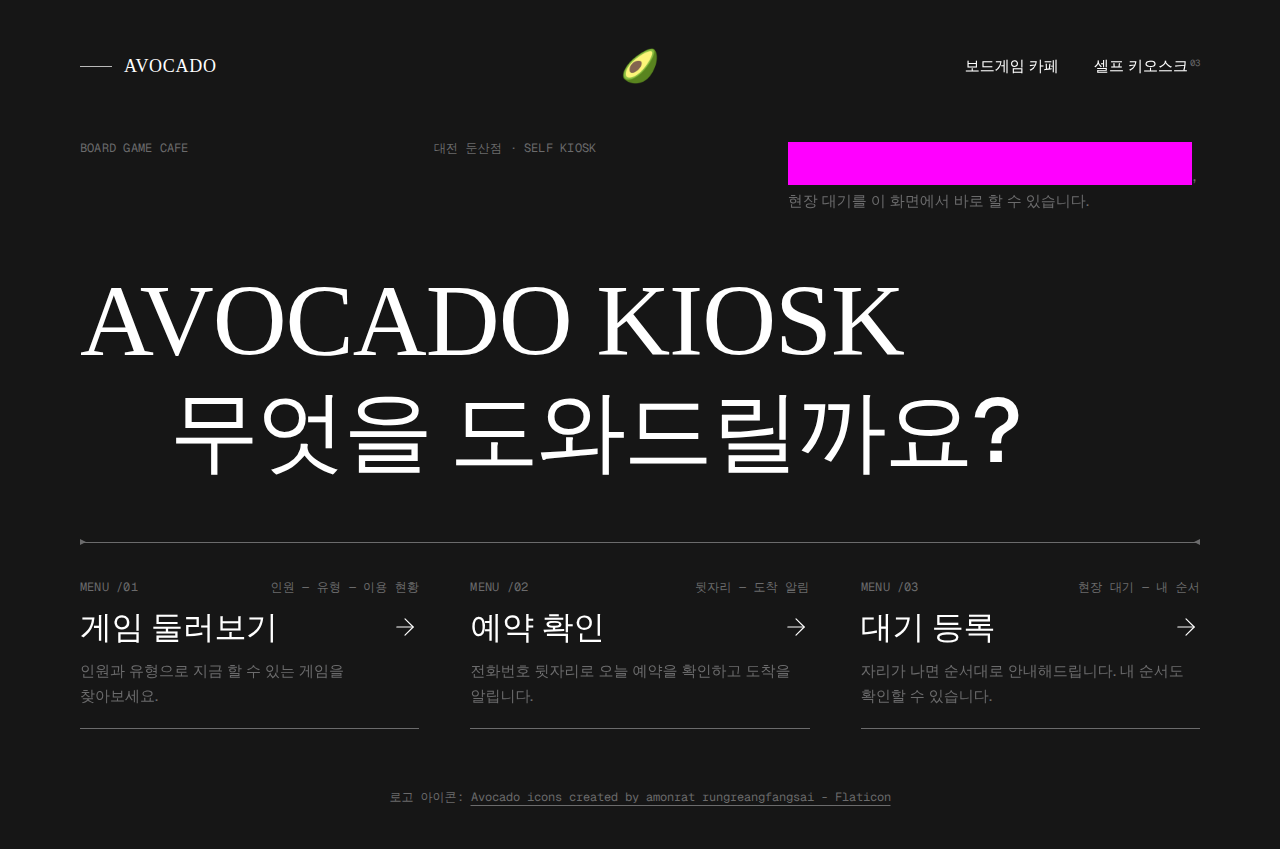 AVOCADO
보드게임 카페
셀프 키오스크 03
BOARD GAME CAFE
대전 둔산점 · SELF KIOSK
,
현장 대기를 이 화면에서 바로 할 수 있습니다.
AVOCADO KIOSK
무엇을 도와드릴까요?
MENU /01
인원 — 유형 — 이용 현황
게임 둘러보기
인원과 유형으로 지금 할 수 있는 게임을
찾아보세요.
MENU /02
뒷자리 — 도착 알림
예약 확인
전화번호 뒷자리로 오늘 예약을 확인하고 도착을
알립니다.
MENU /03
현장 대기 — 내 순서
대기 등록
자리가 나면 순서대로 안내해드립니다. 내 순서도
확인할 수 있습니다.
로고 아이콘: Avocado icons created by amonrat rungreangfangsai - Flaticon